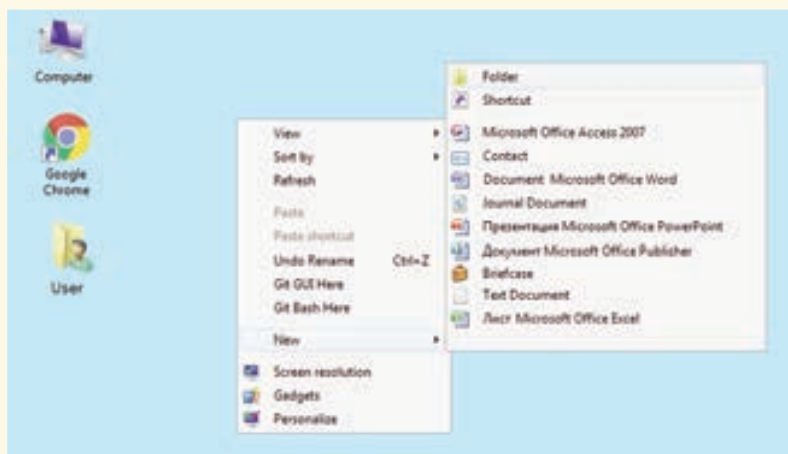 Computer
Google
Chrome
User
View
Sort by
Refresh
Paste
Paste shortcut
Undo Rename Ctrl+Z
Git GUI Here
Git Bash Here
New
Screen resolution
Gadgets
Personalize
Folder
Shortcut
Microsoft Office Access 2007
Contact
Document Microsoft Office Word
Journal Document
Презентация Microsoft Office PowerPoint
Документ Microsoft Office Publisher
Briefcase
Text Document
Лист Microsoft Office Excel